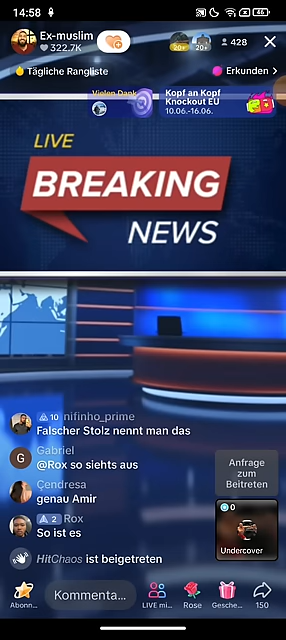 14:58
46
Ex-muslim
322.7K
20+
20+
428
Tägliche Rangliste
Erkunden
Vielen Dank
Kopf an Kopf
Knockout EU
10.06.-16.06.
LIVE
BREAKING
NEWS
10 nifinho_prime
Falscher Stolz nennt man das
G
Gabriel
@Rox so siehts aus
Çendresa
genau Amir
2 Rox
So ist es
HitChaos ist beigetreten
Anfrage
zum
Beitreten
0
Undercover
Kommenta...
Abonn...
LIVE mi...
Rose
Gesche...
150